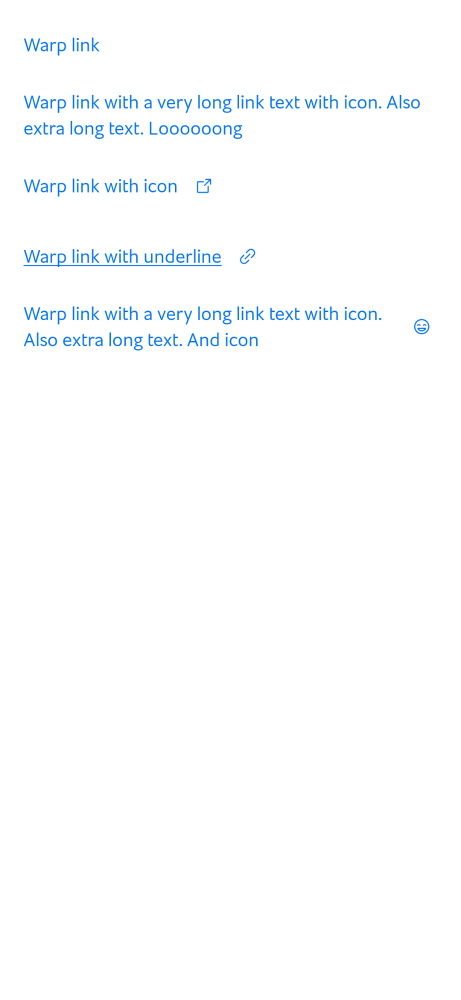 Warp link
Warp link with a very long link text with icon. Also
extra long text. Loooooong
Warp link with icon
Warp link with underline
Warp link with a very long link text with icon.
Also extra long text. And icon